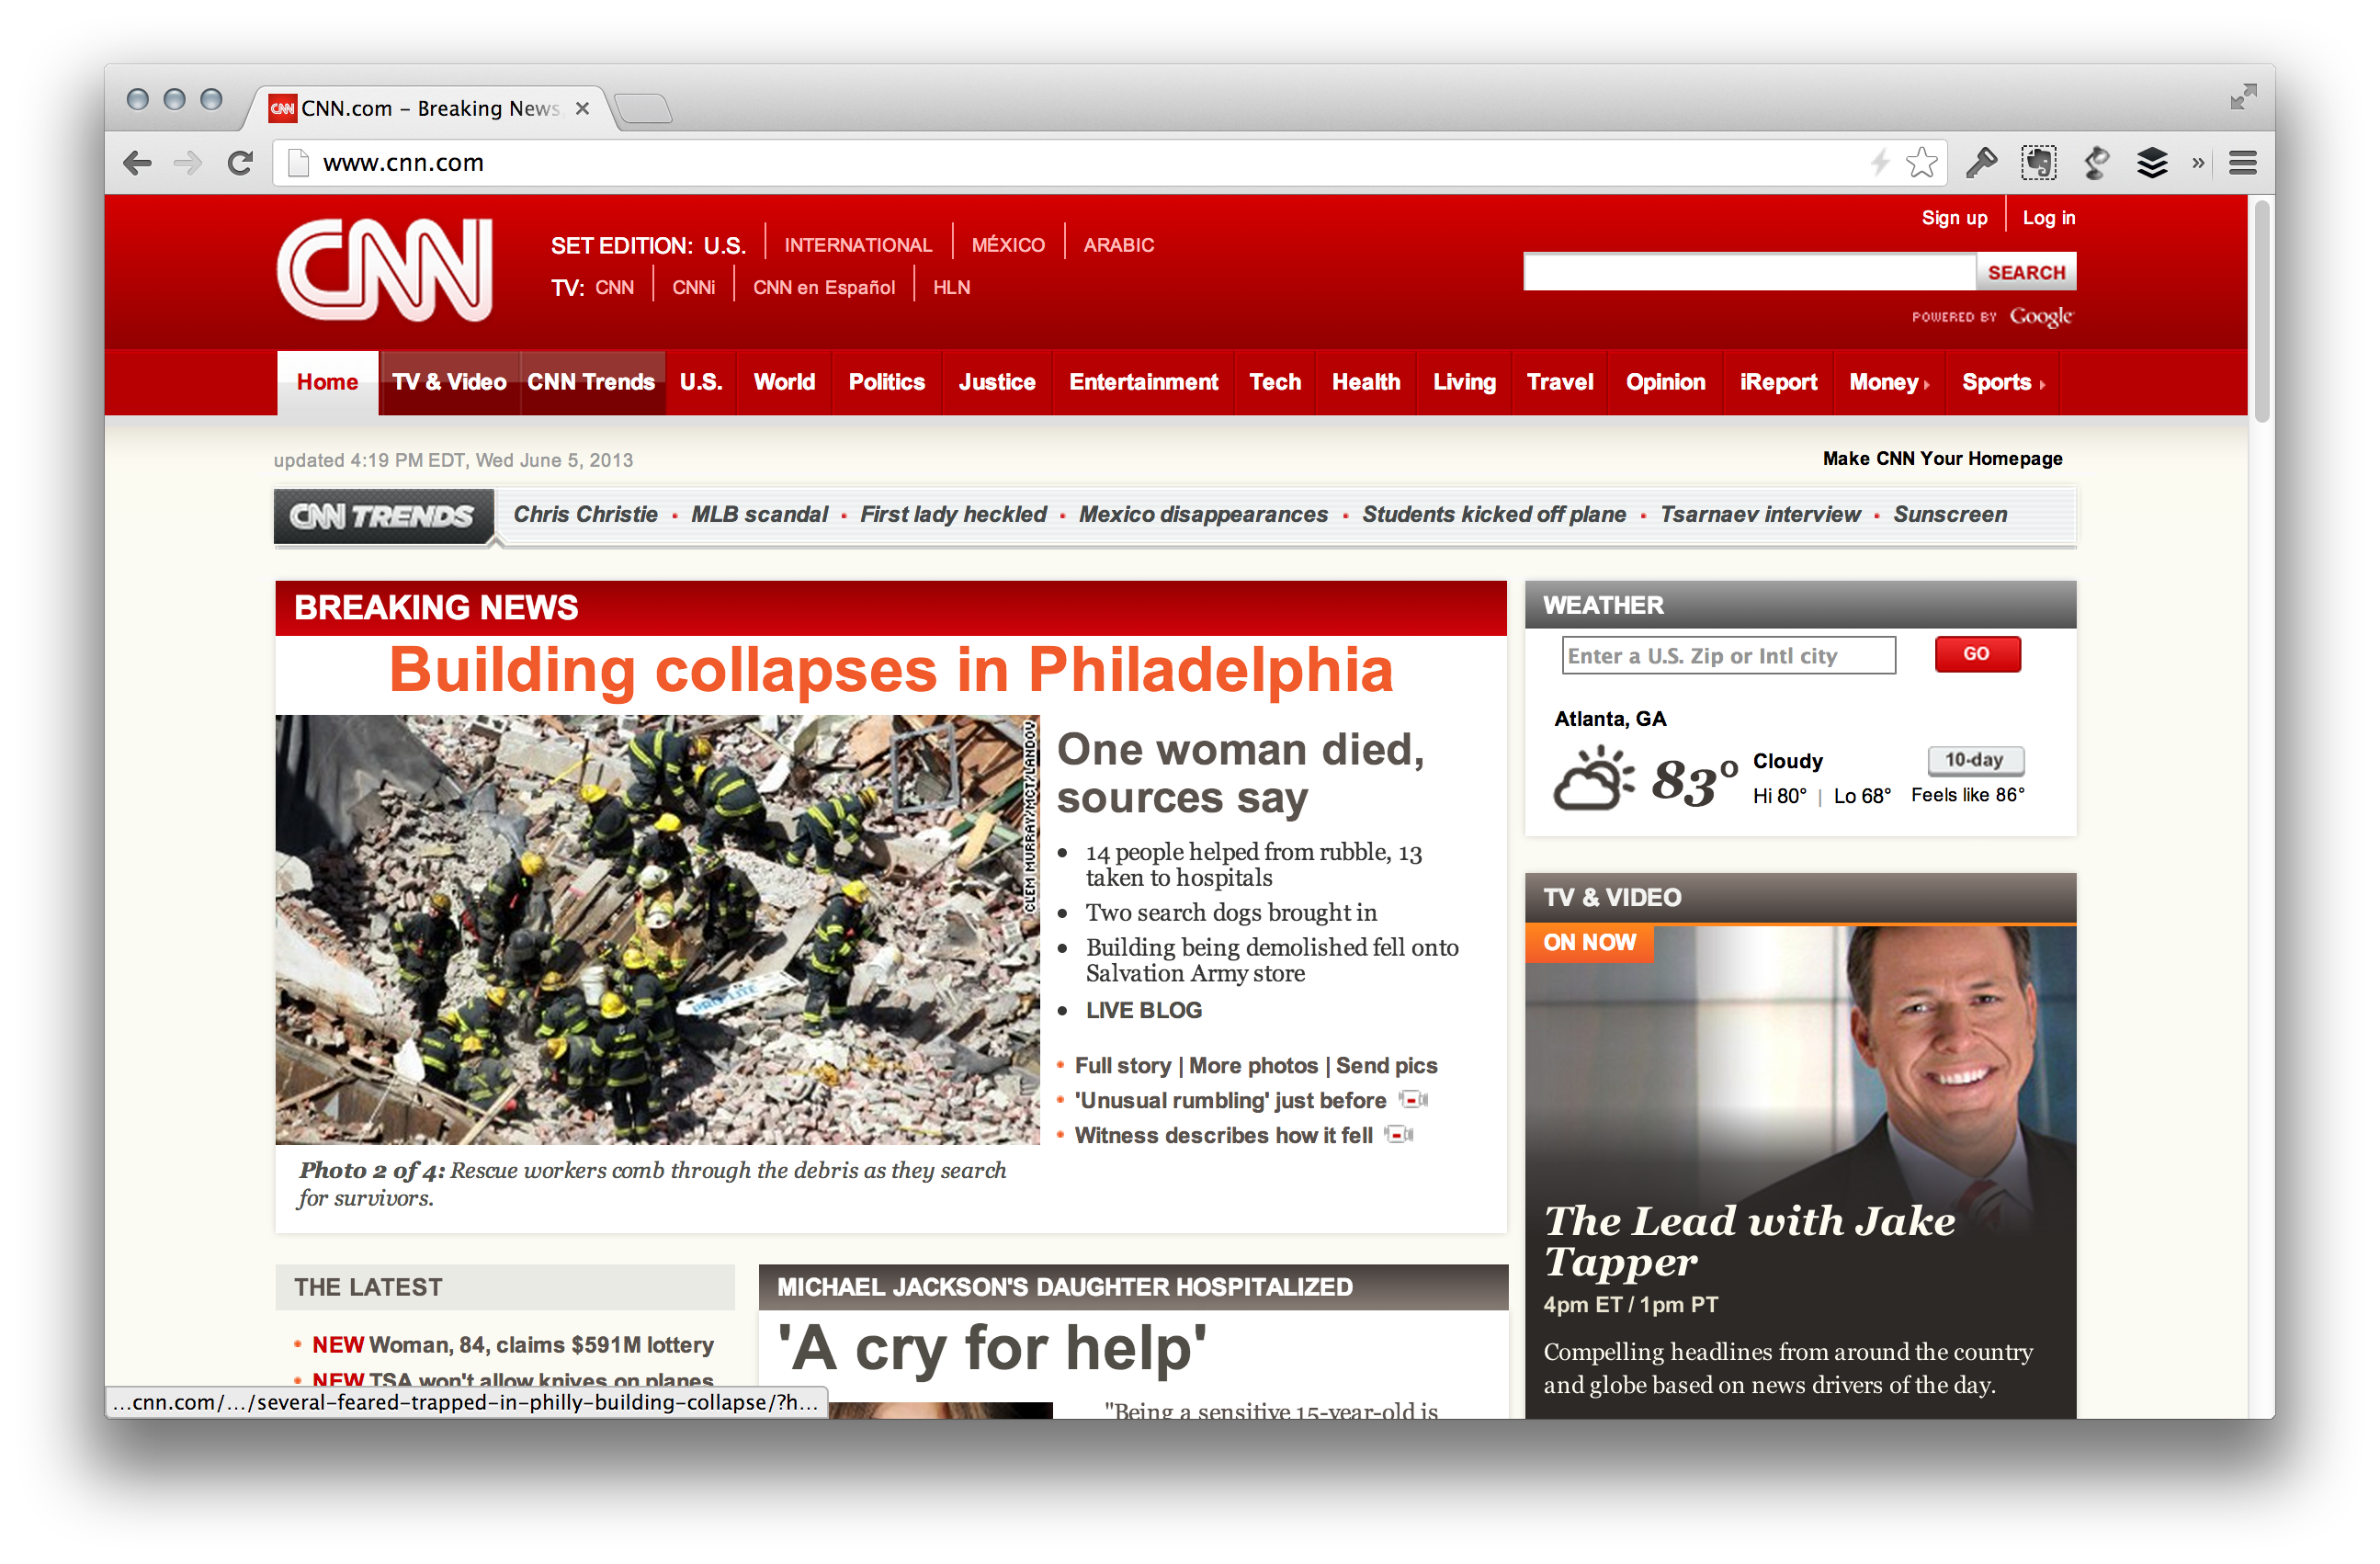 CNN CNN.com – Breaking News
www.cnn.com
Sign up Log in
CNN
SET EDITION: U.S. INTERNATIONAL MÉXICO ARABIC
TV: CNN CNNi CNN en Español HLN
SEARCH
POWERED BY Google
Home TV & Video CNN Trends U.S. World Politics Justice Entertainment Tech Health Living Travel Opinion iReport Money Sports
updated 4:19 PM EDT, Wed June 5, 2013
Make CNN Your Homepage
CNN TRENDS Chris Christie • MLB scandal • First lady heckled • Mexico disappearances • Students kicked off plane • Tsarnaev interview • Sunscreen
BREAKING NEWS
Building collapses in Philadelphia
CLEM MURRAY/MCT/LANDOV
PRO-LITE
Photo 2 of 4: Rescue workers comb through the debris as they search
for survivors.
One woman died,
sources say
• 14 people helped from rubble, 13
taken to hospitals
• Two search dogs brought in
• Building being demolished fell onto
Salvation Army store
• LIVE BLOG
• Full story | More photos | Send pics
• 'Unusual rumbling' just before
• Witness describes how it fell
WEATHER
Enter a U.S. Zip or Intl city GO
Atlanta, GA
83° Cloudy 10-day
Hi 80° | Lo 68° Feels like 86°
TV & VIDEO
ON NOW
The Lead with Jake
Tapper
4pm ET / 1pm PT
Compelling headlines from around the country
and globe based on news drivers of the day.
THE LATEST
• NEW Woman, 84, claims $591M lottery
• NEW TSA won't allow knives on planes
MICHAEL JACKSON'S DAUGHTER HOSPITALIZED
'A cry for help'
"Being a sensitive 15-year-old is
...cnn.com/.../several-feared-trapped-in-philly-building-collapse/?h...